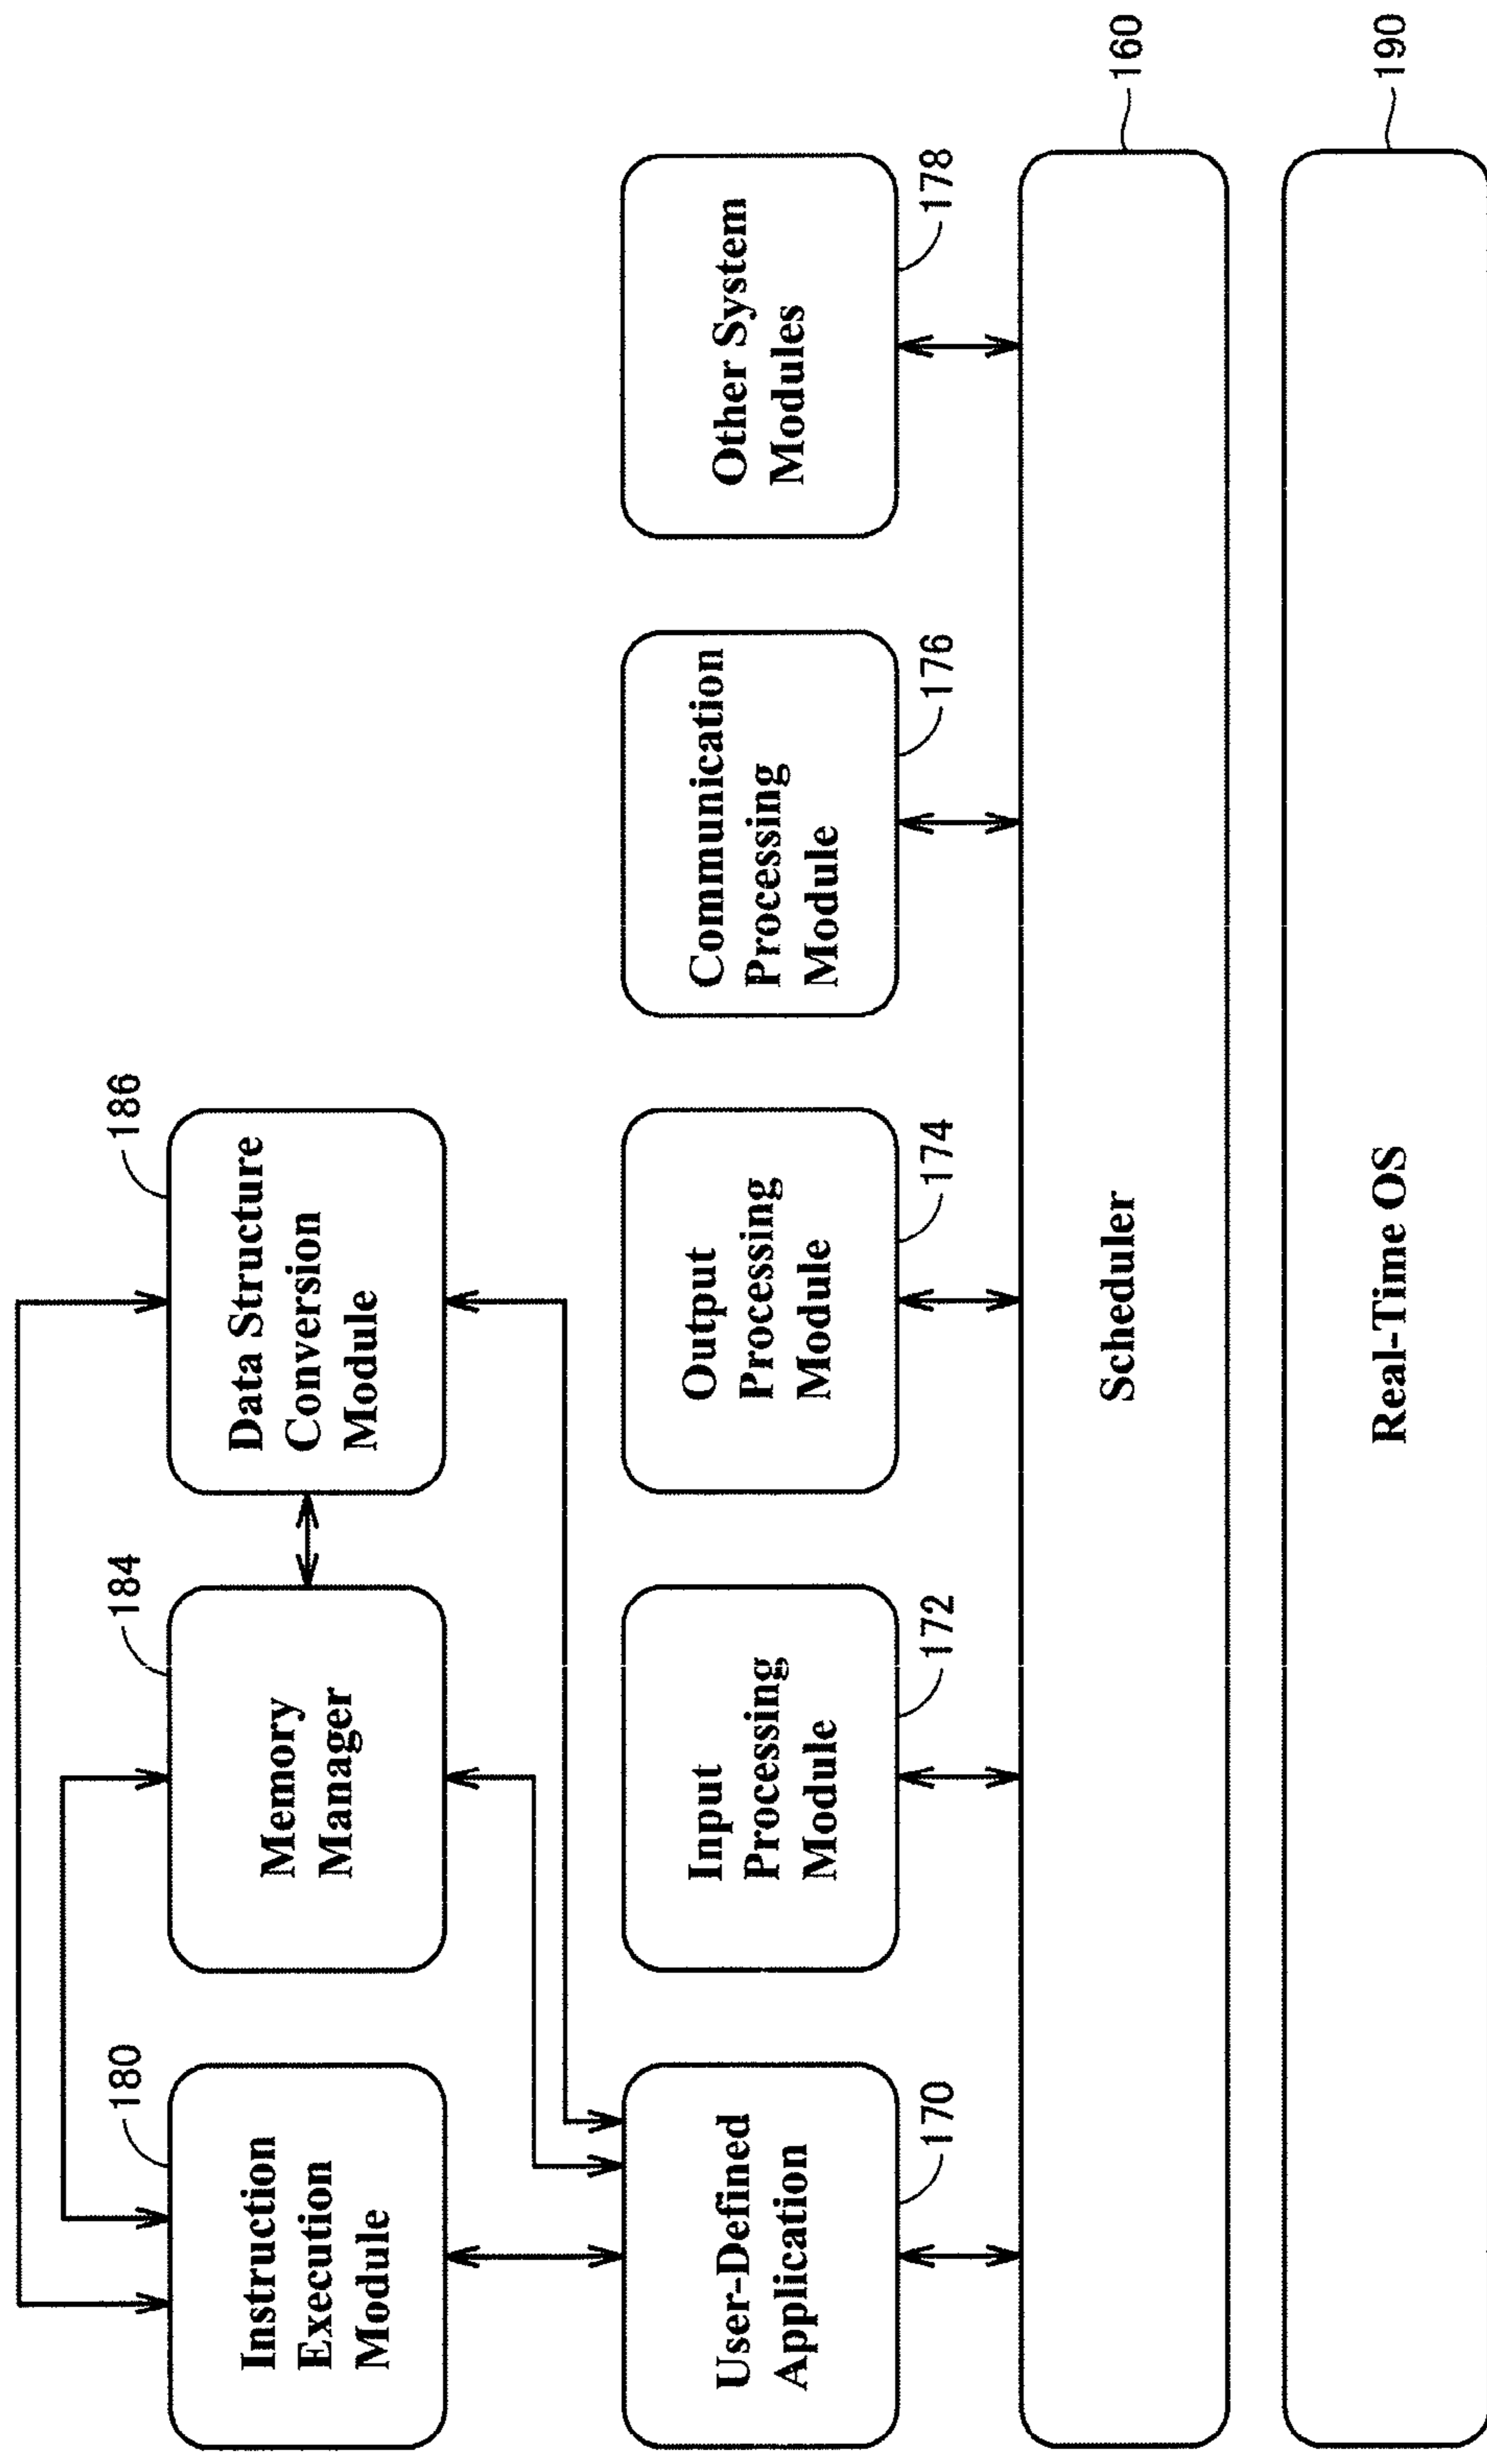 180
184
186
Instruction
Execution
Module
Memory
Manager
Data Structure
Conversion
Module
User-Defined
Application
Input
Processing
Module
Output
Processing
Module
Communication
Processing
Module
Other System
Modules
170
172
174
176
178
Scheduler
160
Real-Time OS
190